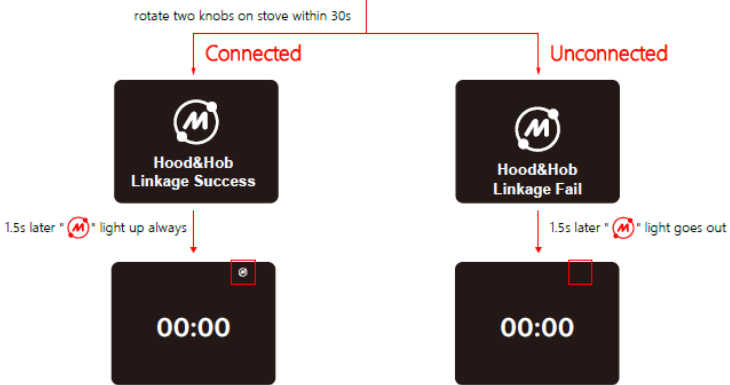 rotate two knobs on stove within 30s
Connected
Unconnected
M
Hood&Hob
Linkage Success
M
Hood&Hob
Linkage Fail
1.5s later "M" light up always
1.5s later "M" light goes out
00:00
00:00